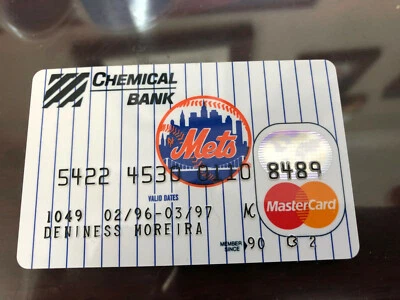 CHEMICAL
BANK
Mets
5422 8489
VALID DATES
1049 02/96-03/97
DENINESS MOREIRA
MEMBER SINCE 90
MasterCard